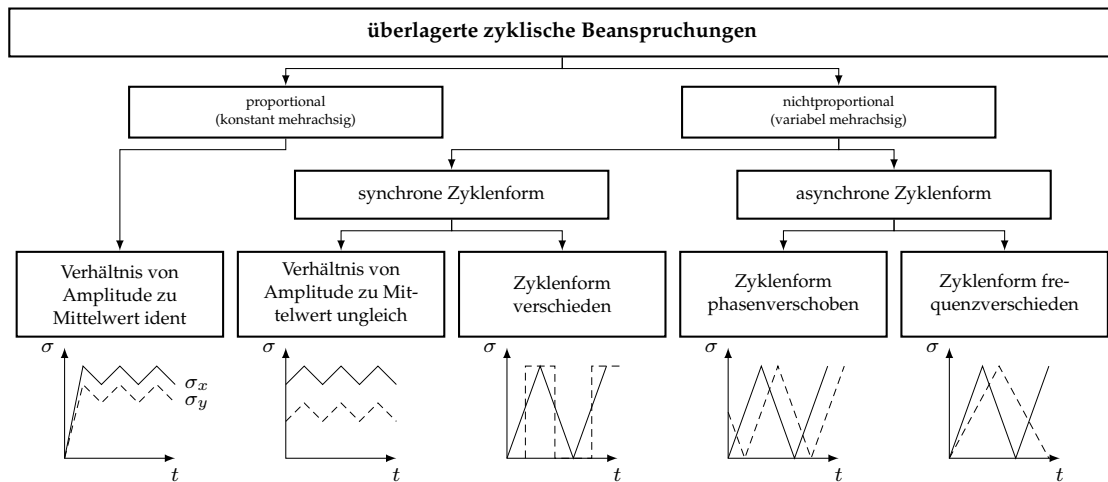 überlagerte zyklische Beanspruchungen
proportional
(konstant mehrachsig)
nichtproportional
(variabel mehrachsig)
synchrone Zyklenform
asynchrone Zyklenform
Verhältnis von
Amplitude zu
Mittelwert ident
Verhältnis von
Amplitude zu Mit-
telwert ungleich
Zyklenform
verschieden
Zyklenform
phasenverschoben
Zyklenform fre-
quenzverschieden
σ
σx
σy
t
σ
t
σ
t
σ
t
σ
t